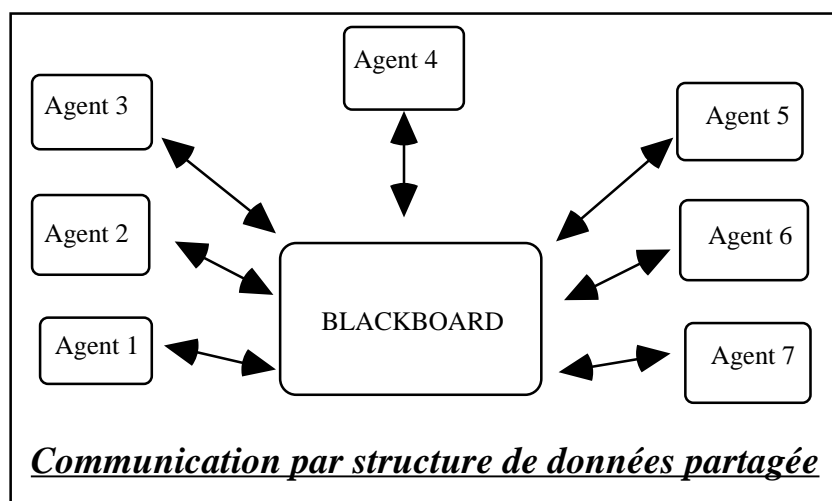 Agent 4
Agent 3
Agent 5
Agent 2
Agent 6
BLACKBOARD
Agent 1
Agent 7
Communication par structure de données partagée